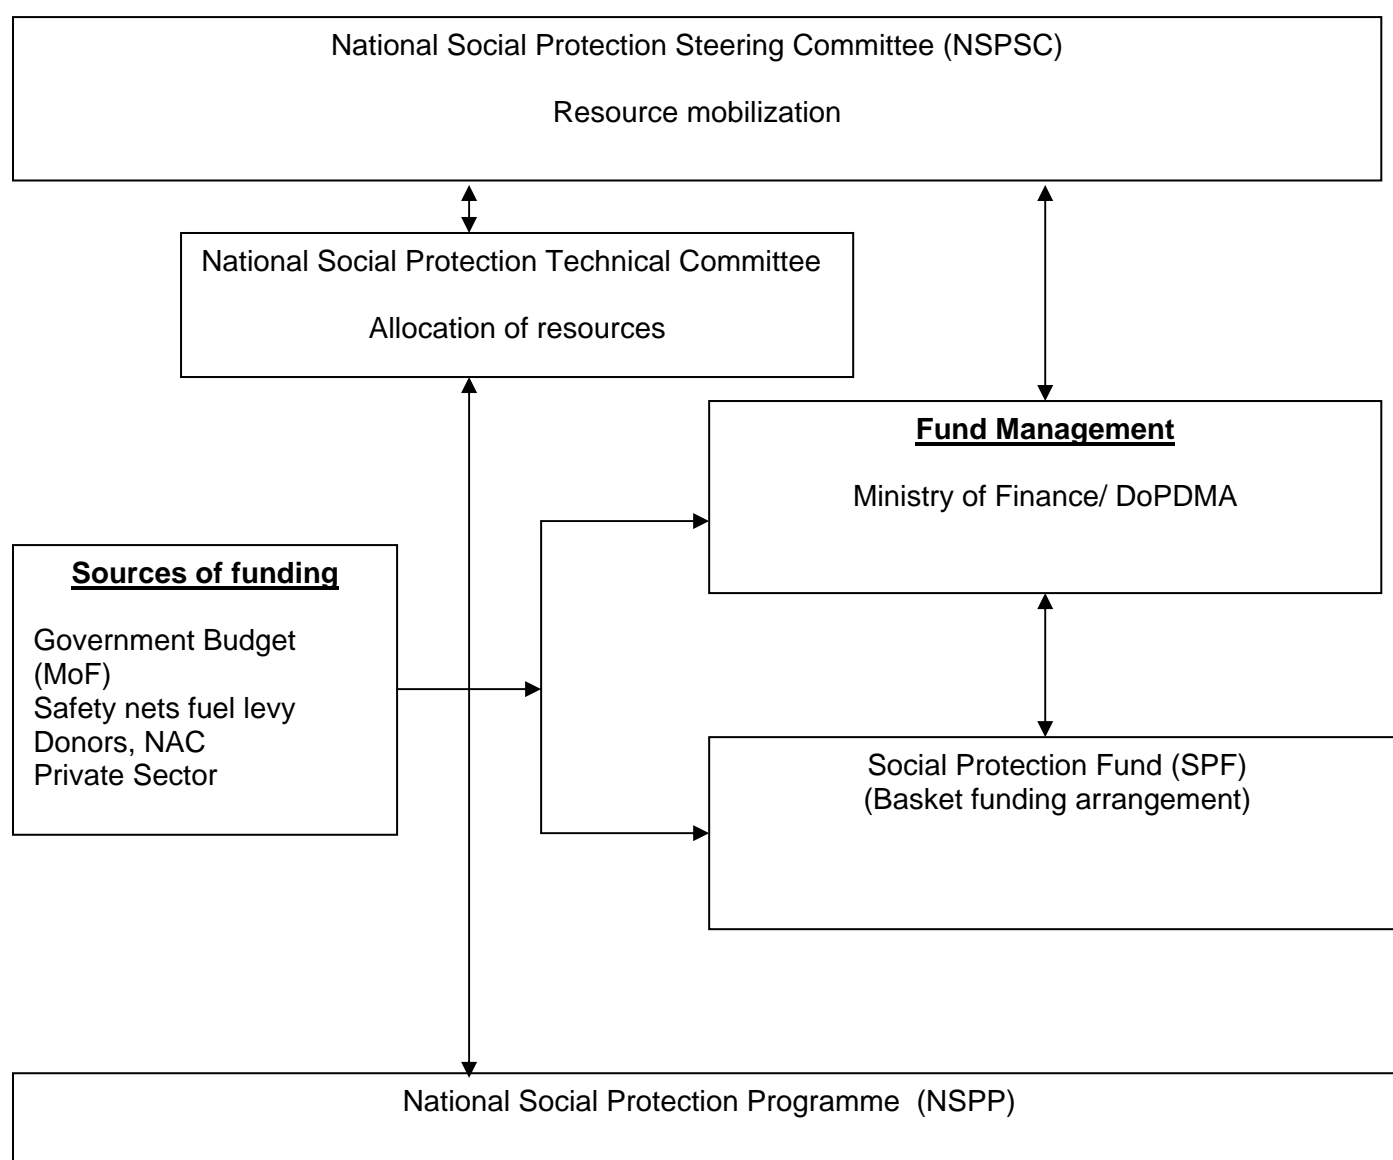 National Social Protection Steering Committee (NSPSC)
Resource mobilization
National Social Protection Technical Committee
Allocation of resources
Fund Management
Ministry of Finance/ DoPDMA
Sources of funding
Government Budget
(MoF)
Safety nets fuel levy
Donors, NAC
Private Sector
Social Protection Fund (SPF)
(Basket funding arrangement)
National Social Protection Programme  (NSPP)